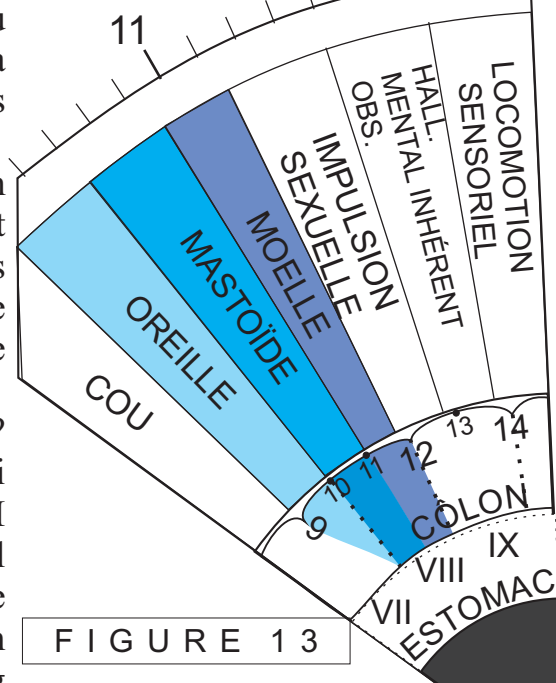 u
a
s
n
t
s
e
e
?
i
l
e
n
g
11
COU
OREILLE
MASTOÏDE
MOELLE
IMPULSION
SEXUELLE
OBS.
MENTAL INHÉRENT
HALL.
SENSORIEL
LOCOMOTION
9
10
11
12
13
14
CÔLON
VII
VIII
IX
ESTOMAC
FIGURE 13